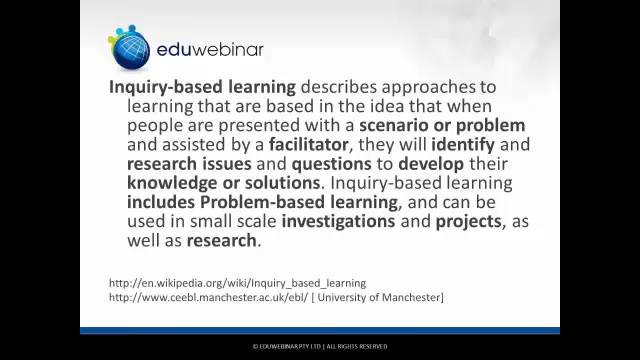 eduwebinar
Inquiry-based learning describes approaches to
learning that are based in the idea that when
people are presented with a scenario or problem
and assisted by a facilitator, they will identify and
research issues and questions to develop their
knowledge or solutions. Inquiry-based learning
includes Problem-based learning, and can be
used in small scale investigations and projects, as
well as research.
http://en.wikipedia.org/wiki/Inquiry_based_learning
http://www.ceebl.manchester.ac.uk/ebl/ [ University of Manchester]
© EDUWEBINAR PTY LTD | ALL RIGHTS RESERVED